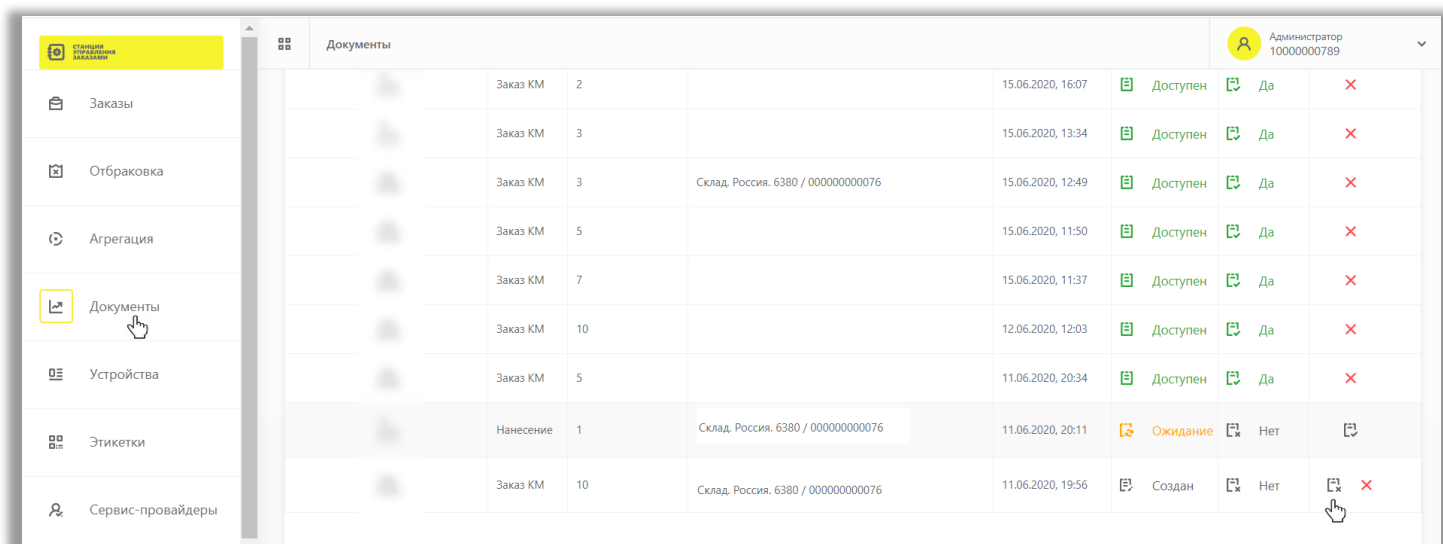 СТАНЦИЯ
УПРАВЛЕНИЯ
ЗАКАЗАМИ
Документы
Администратор
10000000789
Заказы
Отбраковка
Агрегация
Документы
Устройства
Этикетки
Сервис-провайдеры
Заказ КМ 2 15.06.2020, 16:07 Доступен Да
Заказ КМ 3 15.06.2020, 13:34 Доступен Да
Заказ КМ 3 Склад. Россия. 6380 / 000000000076 15.06.2020, 12:49 Доступен Да
Заказ КМ 5 15.06.2020, 11:50 Доступен Да
Заказ КМ 7 15.06.2020, 11:37 Доступен Да
Заказ КМ 10 12.06.2020, 12:03 Доступен Да
Заказ КМ 5 11.06.2020, 20:34 Доступен Да
Нанесение 1 Склад. Россия. 6380 / 000000000076 11.06.2020, 20:11 Ожидание Нет
Заказ КМ 10 Склад. Россия. 6380 / 000000000076 11.06.2020, 19:56 Создан Нет